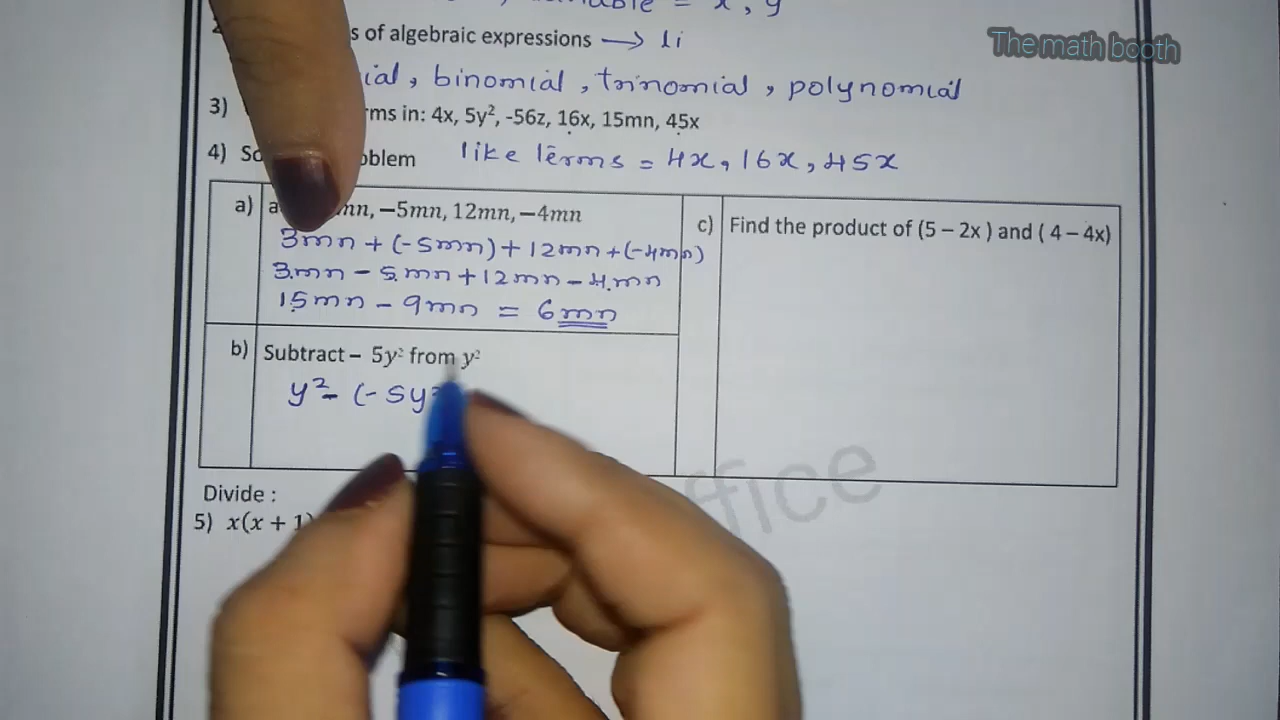 = x, y
The math booth
s of algebraic expressions → li
ial, binomial, trinomial, polynomial
3) rms in: 4x, 5y², -56z, 16x, 15mn, 45x
4) So oblem like terms = 4x, 16x, 45x
a) a mn, −5mn, 12mn, −4mn
3mn + (-5mn) + 12mn + (-4mn)
3mn - 5mn + 12mn - 4mn
15mn - 9mn = 6mn
b) Subtract – 5y² from y²
y² - (- 5y²
c) Find the product of (5 – 2x ) and ( 4 – 4x)
ffice
Divide :
5) x(x + 1)